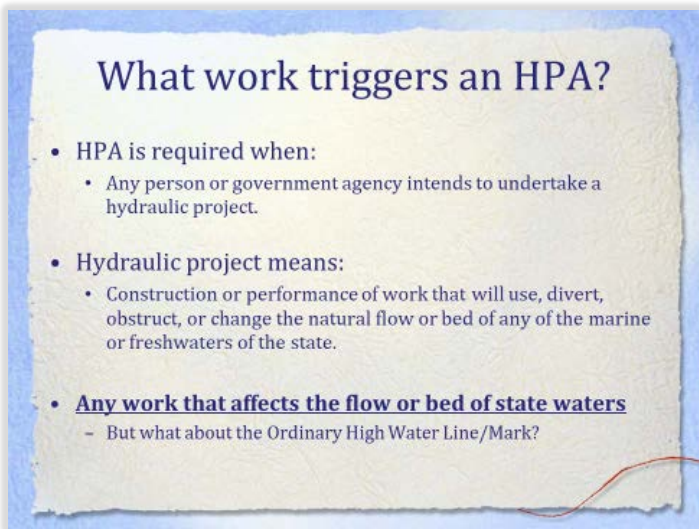 What work triggers an HPA?
• HPA is required when:
• Any person or government agency intends to undertake a
hydraulic project.
• Hydraulic project means:
• Construction or performance of work that will use, divert,
obstruct, or change the natural flow or bed of any of the marine
or freshwaters of the state.
• Any work that affects the flow or bed of state waters
– But what about the Ordinary High Water Line/Mark?